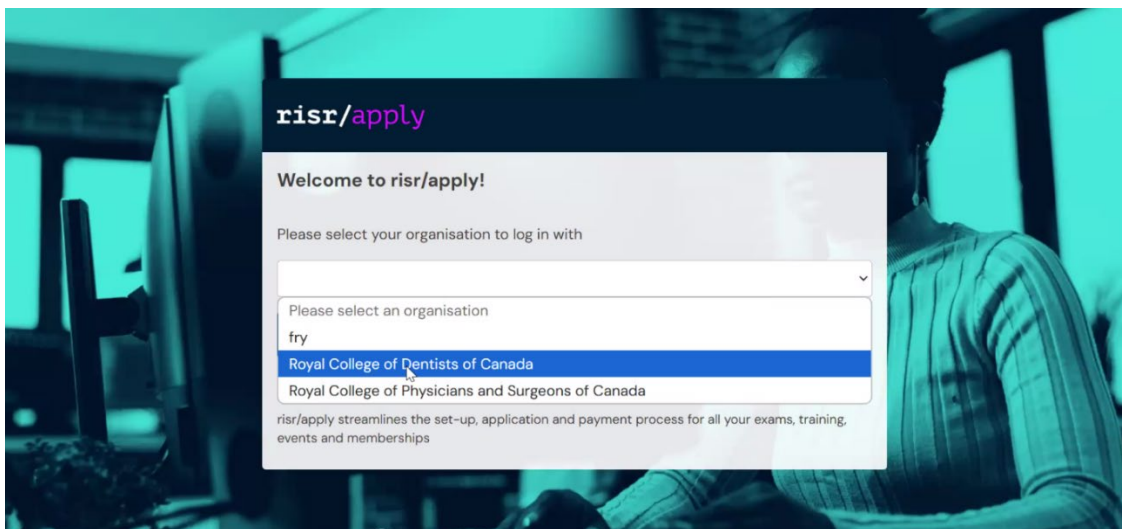 risr/apply
Welcome to risr/apply!
Please select your organisation to log in with
Please select an organisation
fry
Royal College of Dentists of Canada
Royal College of Physicians and Surgeons of Canada
risr/apply streamlines the set-up, application and payment process for all your exams, training,
events and memberships